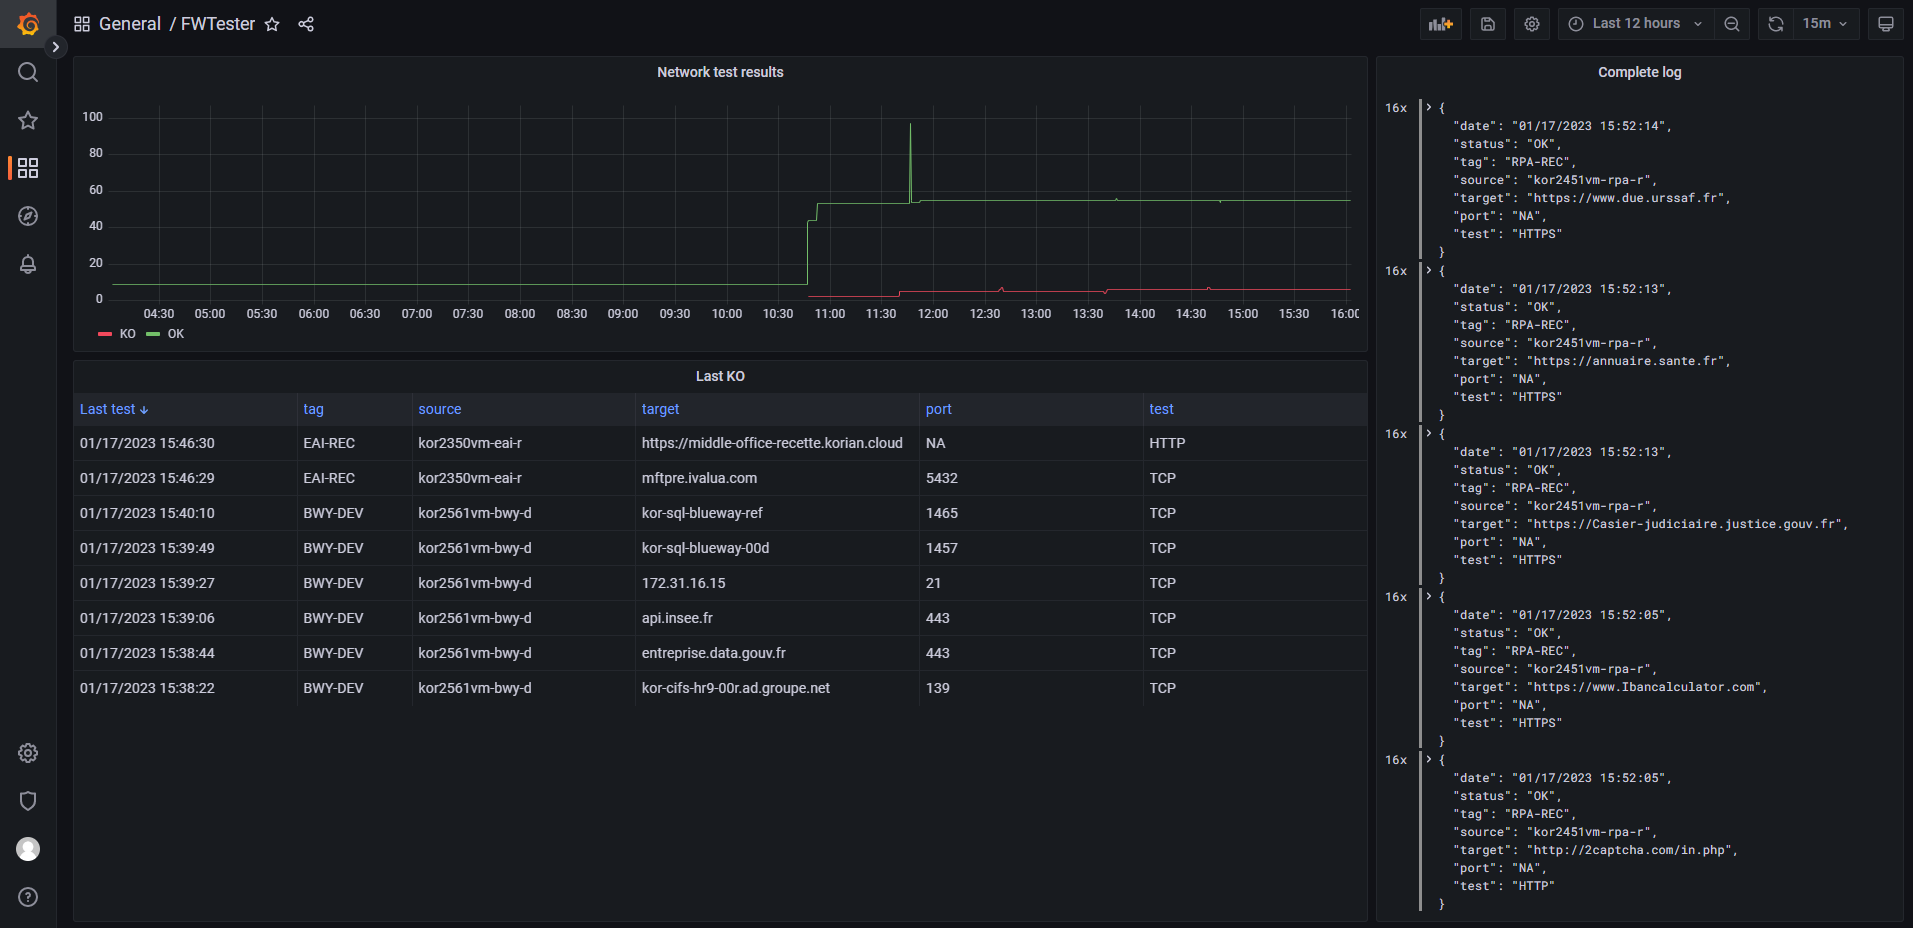 General / FWTester
Last 12 hours
15m
Network test results
100
80
60
40
20
0
04:30 05:00 05:30 06:00 06:30 07:00 07:30 08:00 08:30 09:00 09:30 10:00 10:30 11:00 11:30 12:00 12:30 13:00 13:30 14:00 14:30 15:00 15:30 16:00
KO OK
Last KO
Last test tag source target port test
01/17/2023 15:46:30 EAI-REC kor2350vm-eai-r https://middle-office-recette.korian.cloud NA HTTP
01/17/2023 15:46:29 EAI-REC kor2350vm-eai-r mftpre.ivalua.com 5432 TCP
01/17/2023 15:40:10 BWY-DEV kor2561vm-bwy-d kor-sql-blueway-ref 1465 TCP
01/17/2023 15:39:49 BWY-DEV kor2561vm-bwy-d kor-sql-blueway-00d 1457 TCP
01/17/2023 15:39:27 BWY-DEV kor2561vm-bwy-d 172.31.16.15 21 TCP
01/17/2023 15:39:06 BWY-DEV kor2561vm-bwy-d api.insee.fr 443 TCP
01/17/2023 15:38:44 BWY-DEV kor2561vm-bwy-d entreprise.data.gouv.fr 443 TCP
01/17/2023 15:38:22 BWY-DEV kor2561vm-bwy-d kor-cifs-hr9-00r.ad.groupe.net 139 TCP
Complete log
16x > {
"date": "01/17/2023 15:52:14",
"status": "OK",
"tag": "RPA-REC",
"source": "kor2451vm-rpa-r",
"target": "https://www.due.urssaf.fr",
"port": "NA",
"test": "HTTPS"
}
16x > {
"date": "01/17/2023 15:52:13",
"status": "OK",
"tag": "RPA-REC",
"source": "kor2451vm-rpa-r",
"target": "https://annuaire.sante.fr",
"port": "NA",
"test": "HTTPS"
}
16x > {
"date": "01/17/2023 15:52:13",
"status": "OK",
"tag": "RPA-REC",
"source": "kor2451vm-rpa-r",
"target": "https://Casier-judiciaire.justice.gouv.fr",
"port": "NA",
"test": "HTTPS"
}
16x > {
"date": "01/17/2023 15:52:05",
"status": "OK",
"tag": "RPA-REC",
"source": "kor2451vm-rpa-r",
"target": "https://www.Ibancalculator.com",
"port": "NA",
"test": "HTTPS"
}
16x > {
"date": "01/17/2023 15:52:05",
"status": "OK",
"tag": "RPA-REC",
"source": "kor2451vm-rpa-r",
"target": "http://2captcha.com/in.php",
"port": "NA",
"test": "HTTP"
}